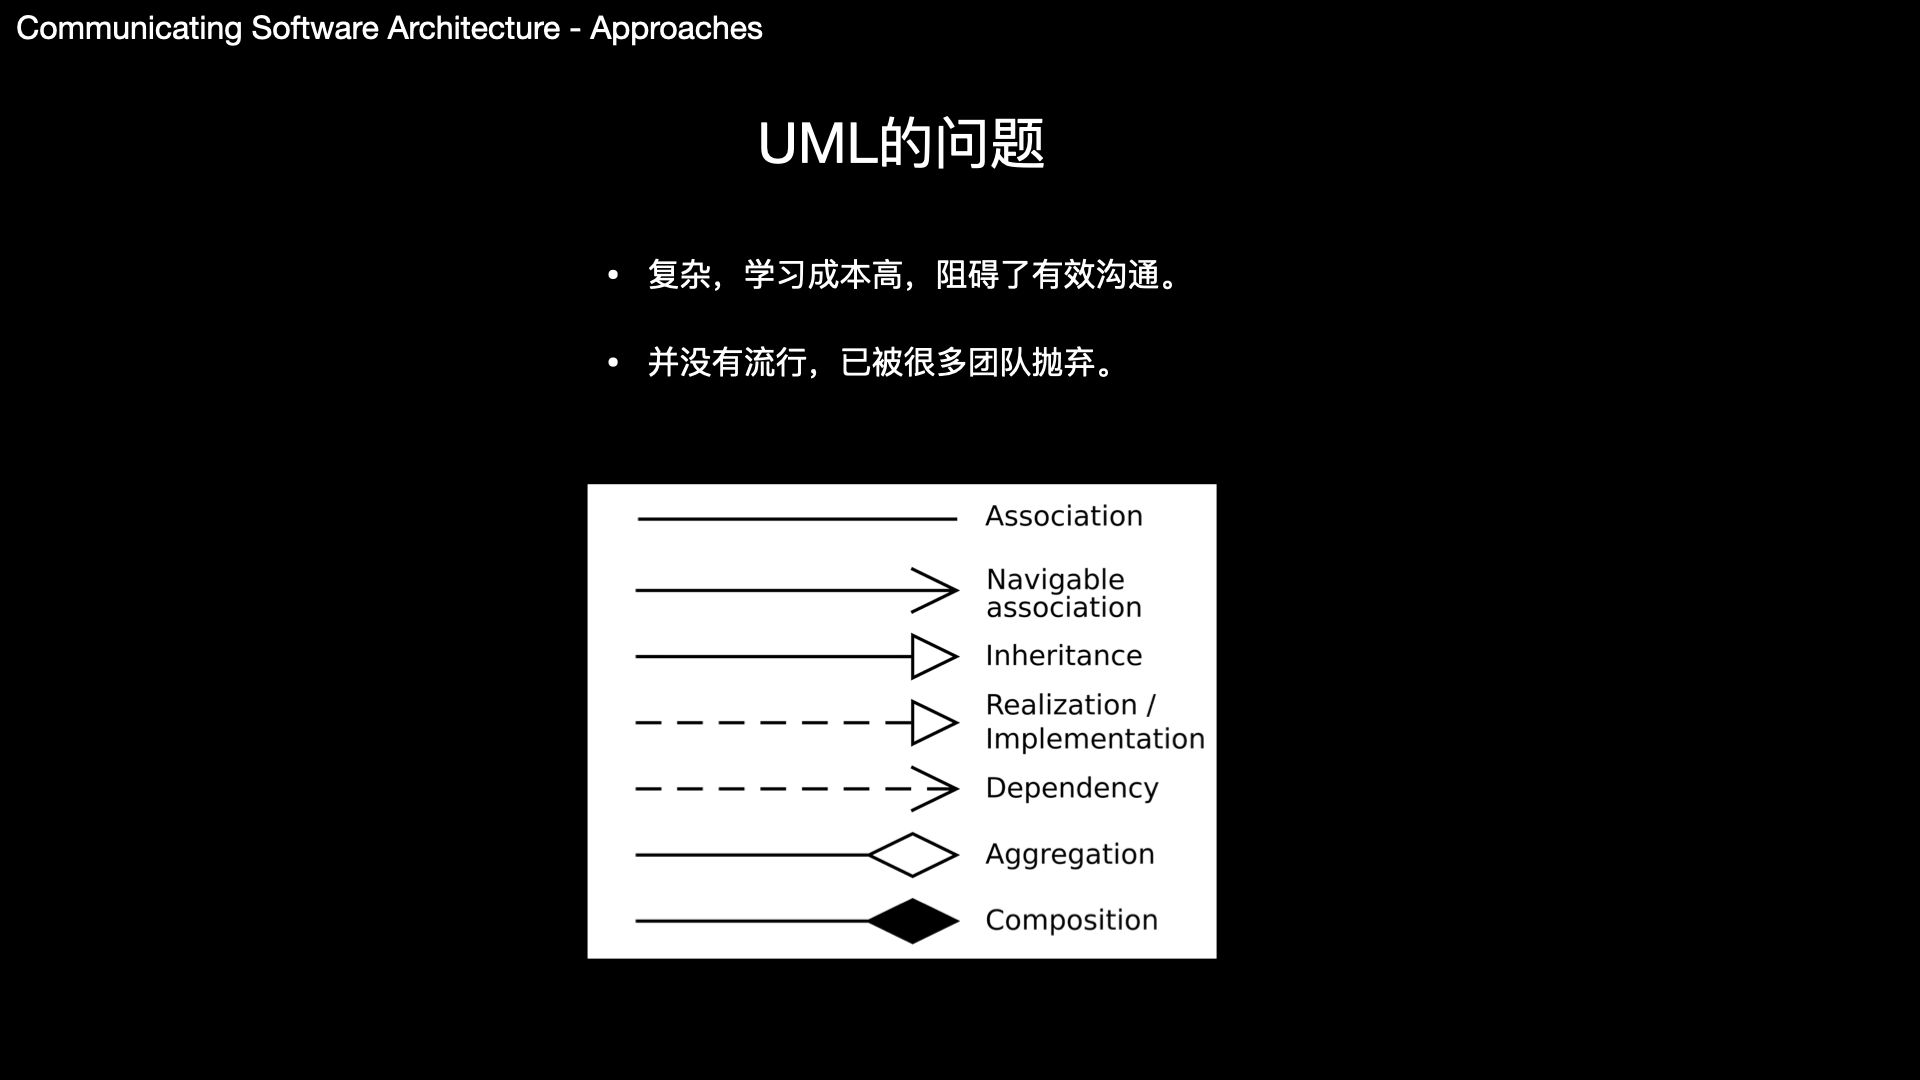 Communicating Software Architecture - Approaches
UML的问题
• 复杂，学习成本高，阻碍了有效沟通。
• 并没有流行，已被很多团队抛弃。
Association
Navigable
association
Inheritance
Realization /
Implementation
Dependency
Aggregation
Composition